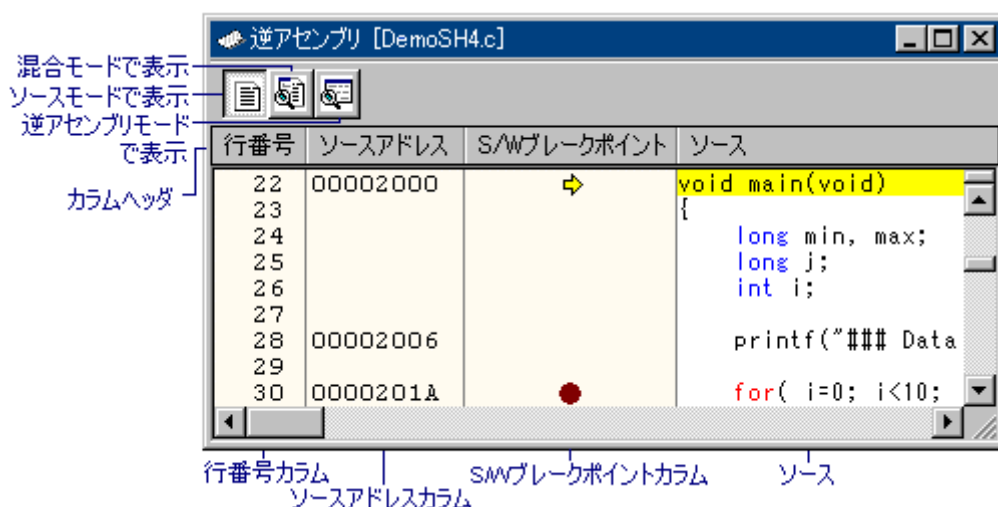 逆アセンブリ [DemoSH4.c]
混合モードで表示
ソースモードで表示
逆アセンブリモード
で表示
カラムヘッダ
行番号 ソースアドレス S/Wブレークポイント ソース
22 00002000 void main(void)
23 {
24 long min, max;
25 long j;
26 int i;
27
28 00002006 printf("### Data
29
30 0000201A for( i=0; i<10;
行番号カラム S/Wブレークポイントカラム ソース
ソースアドレスカラム